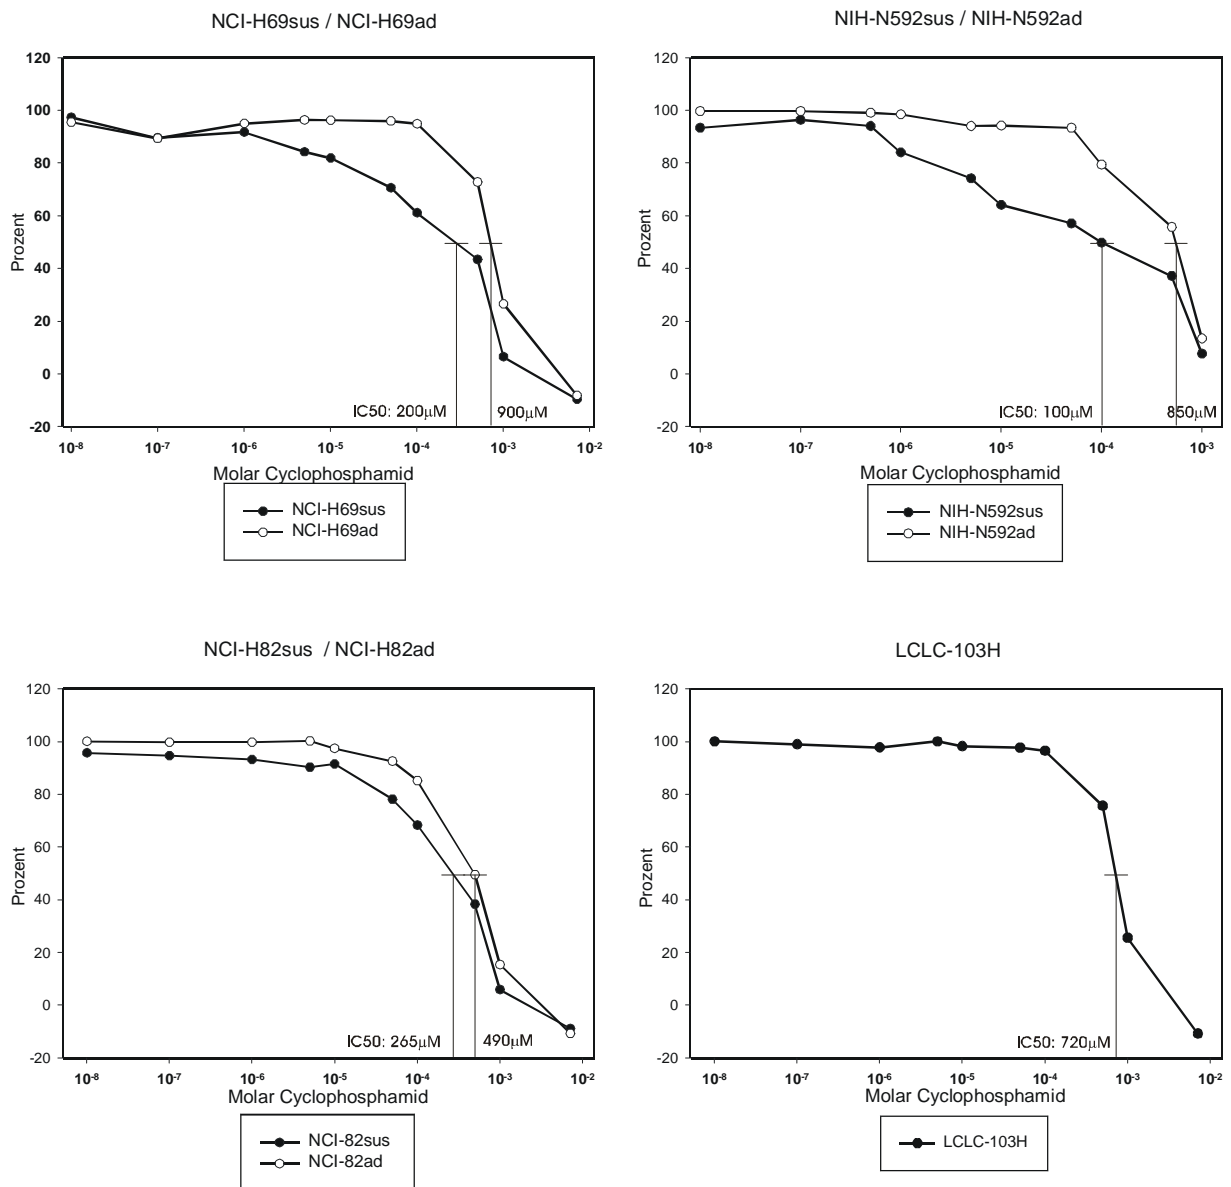 NCI-H69sus / NCI-H69ad
120
100
80
60
40
20
0
-20
Prozent
IC50: 200µM
900µM
10-8
10-7
10-6
10-5
10-4
10-3
10-2
Molar Cyclophosphamid
NCI-H69sus
NCI-H69ad
NIH-N592sus / NIH-N592ad
120
100
80
60
40
20
0
-20
Prozent
IC50: 100µM
850µM
10-8
10-7
10-6
10-5
10-4
10-3
Molar Cyclophosphamid
NIH-N592sus
NIH-N592ad
NCI-H82sus / NCI-H82ad
120
100
80
60
40
20
0
-20
Prozent
IC50: 265µM
490µM
10-8
10-7
10-6
10-5
10-4
10-3
10-2
Molar Cyclophosphamid
NCI-82sus
NCI-82ad
LCLC-103H
120
100
80
60
40
20
0
-20
Prozent
IC50: 720µM
10-8
10-7
10-6
10-5
10-4
10-3
10-2
Molar Cyclophosphamid
LCLC-103H